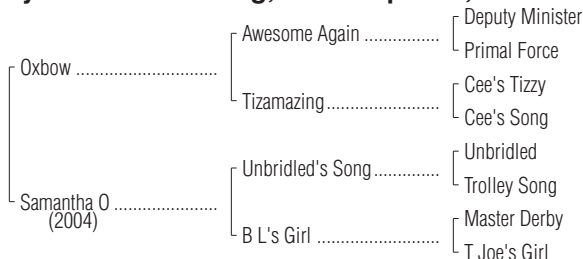 Deputy Minister
Awesome Again ................
Primal Force
Oxbow .............................
Cee's Tizzy
Tizamazing.........................
Cee's Song
Unbridled
Unbridled's Song..............
Trolley Song
Samantha O .....................
(2004)
Master Derby
B L's Girl ...........................
T Joe's Girl